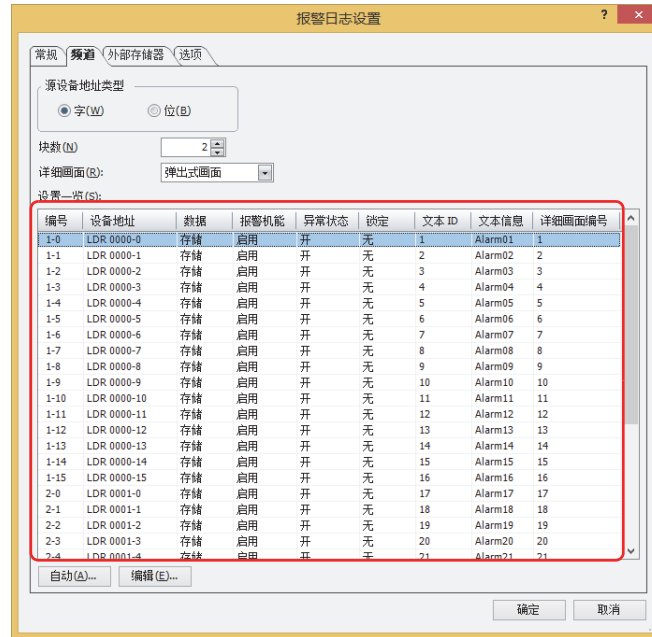 报警日志设置 ? ×
常规 频道 外部存储器 选项
源设备地址类型
字(W) 位(B)
块数(N) 2
详细画面(R): 弹出式画面
设置一览(S):
编号 设备地址 数据 报警机能 异常状态 锁定 文本 ID 文本信息 详细画面编号
1-0 LDR 0000-0 存储 启用 开 无 1 Alarm01 1
1-1 LDR 0000-1 存储 启用 开 无 2 Alarm02 2
1-2 LDR 0000-2 存储 启用 开 无 3 Alarm03 3
1-3 LDR 0000-3 存储 启用 开 无 4 Alarm04 4
1-4 LDR 0000-4 存储 启用 开 无 5 Alarm05 5
1-5 LDR 0000-5 存储 启用 开 无 6 Alarm06 6
1-6 LDR 0000-6 存储 启用 开 无 7 Alarm07 7
1-7 LDR 0000-7 存储 启用 开 无 8 Alarm08 8
1-8 LDR 0000-8 存储 启用 开 无 9 Alarm09 9
1-9 LDR 0000-9 存储 启用 开 无 10 Alarm10 10
1-10 LDR 0000-10 存储 启用 开 无 11 Alarm11 11
1-11 LDR 0000-11 存储 启用 开 无 12 Alarm12 12
1-12 LDR 0000-12 存储 启用 开 无 13 Alarm13 13
1-13 LDR 0000-13 存储 启用 开 无 14 Alarm14 14
1-14 LDR 0000-14 存储 启用 开 无 15 Alarm15 15
1-15 LDR 0000-15 存储 启用 开 无 16 Alarm16 16
2-0 LDR 0001-0 存储 启用 开 无 17 Alarm17 17
2-1 LDR 0001-1 存储 启用 开 无 18 Alarm18 18
2-2 LDR 0001-2 存储 启用 开 无 19 Alarm19 19
2-3 LDR 0001-3 存储 启用 开 无 20 Alarm20 20
2-4 LDR 0001-4 存储 启用 开 无 21 Alarm21 21
自动(A)... 编辑(E)...
确定 取消